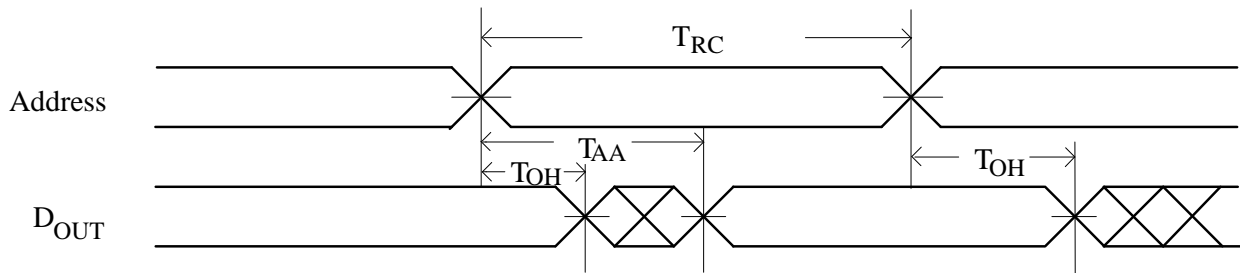 T_RC
Address
T_AA
T_OH T_OH
D_OUT